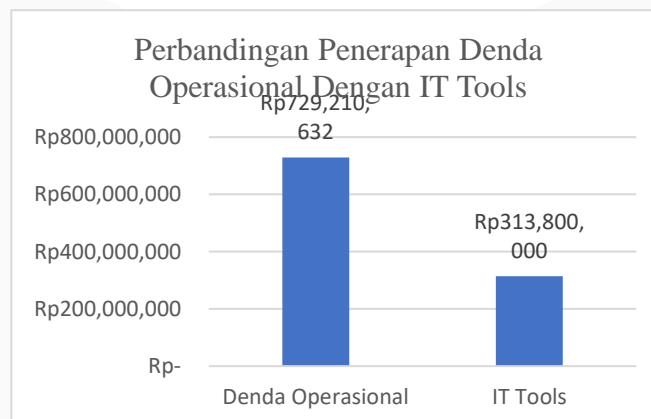 Perbandingan Penerapan Denda
Operasional Dengan IT Tools
Rp729,210,
632
Rp800,000,000
Rp600,000,000
Rp313,800,
000
Rp400,000,000
Rp200,000,000
Rp-
Denda Operasional
IT Tools